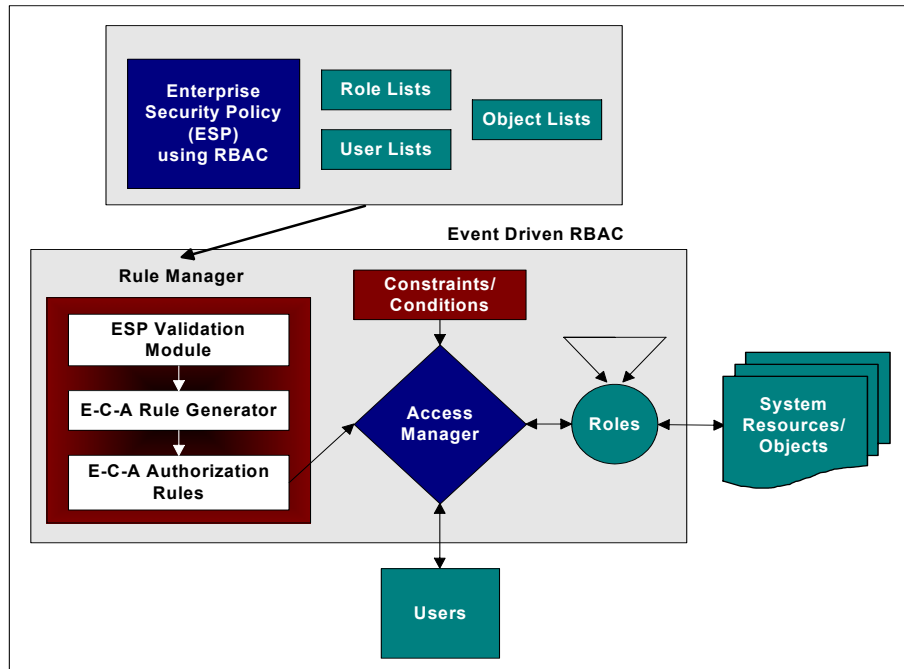 Enterprise
Security Policy
(ESP)
using RBAC
Role Lists
User Lists
Object Lists
Event Driven RBAC
Rule Manager
ESP Validation
Module
E-C-A Rule Generator
E-C-A Authorization
Rules
Constraints/
Conditions
Access
Manager
Roles
System
Resources/
Objects
Users